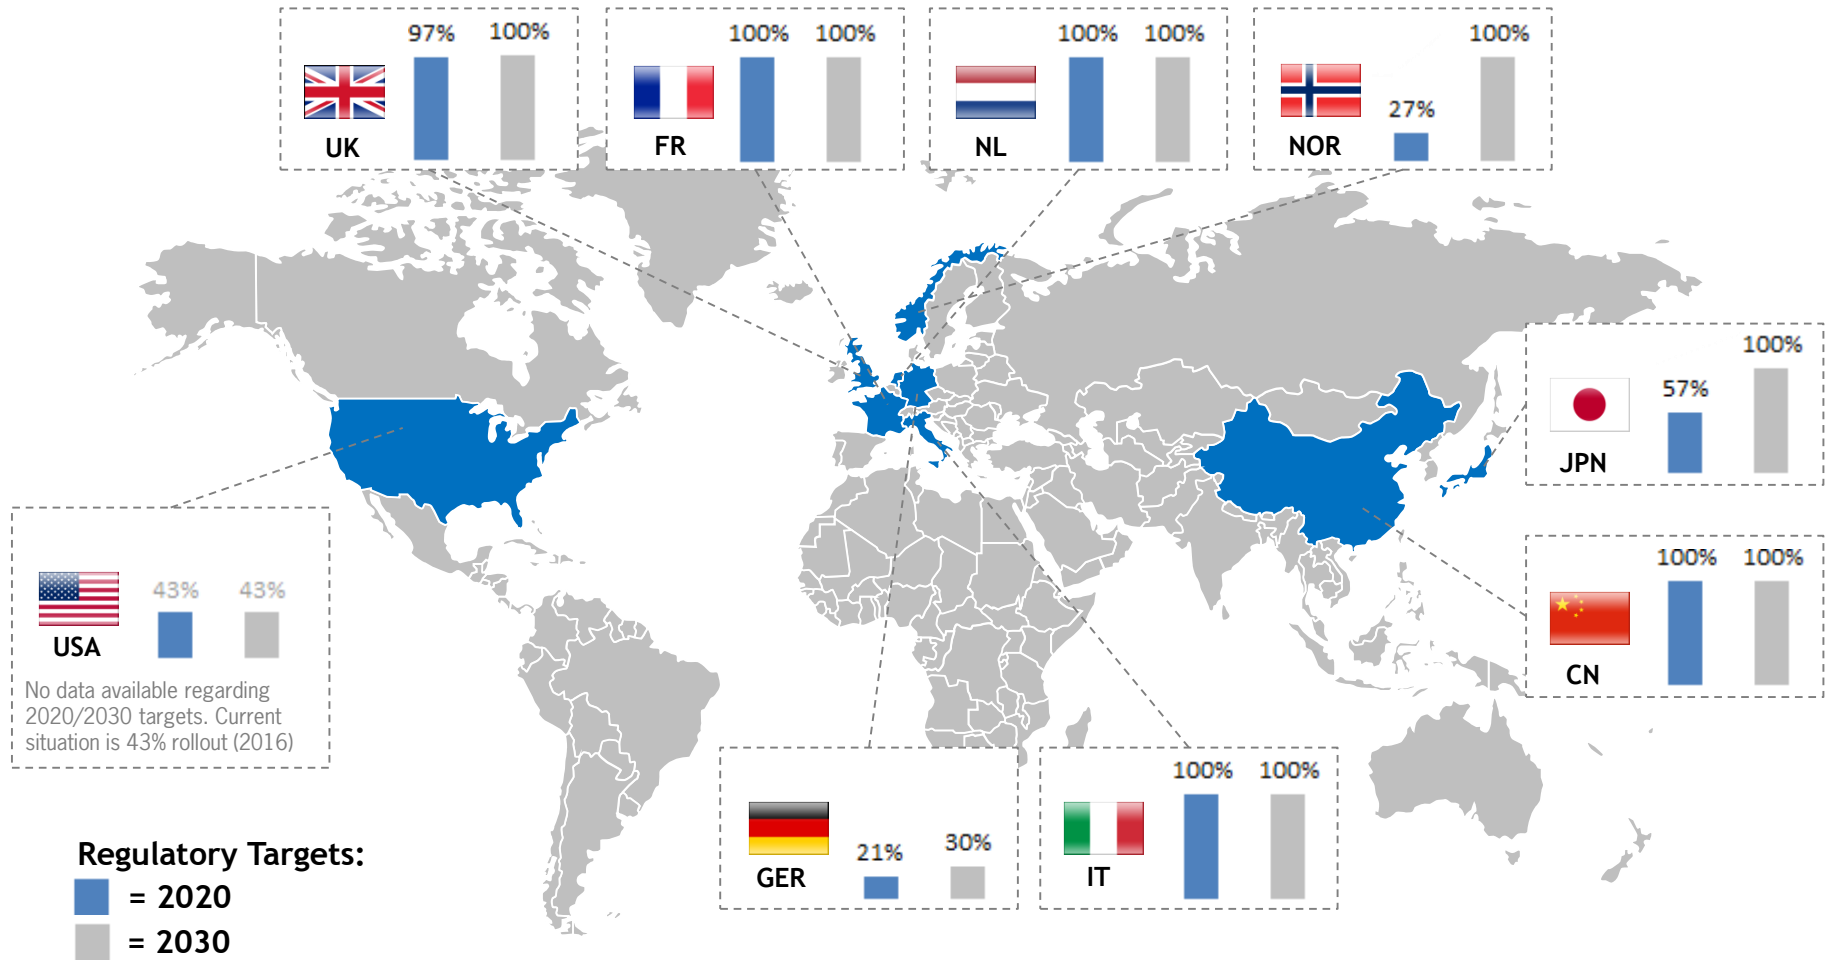 97% 100%
UK
100% 100%
FR
100% 100%
NL
27% 100%
NOR
57% 100%
JPN
43% 43%
USA
No data available regarding
2020/2030 targets. Current
situation is 43% rollout (2016)
100% 100%
CN
21% 30%
GER
100% 100%
IT
Regulatory Targets:
= 2020
= 2030